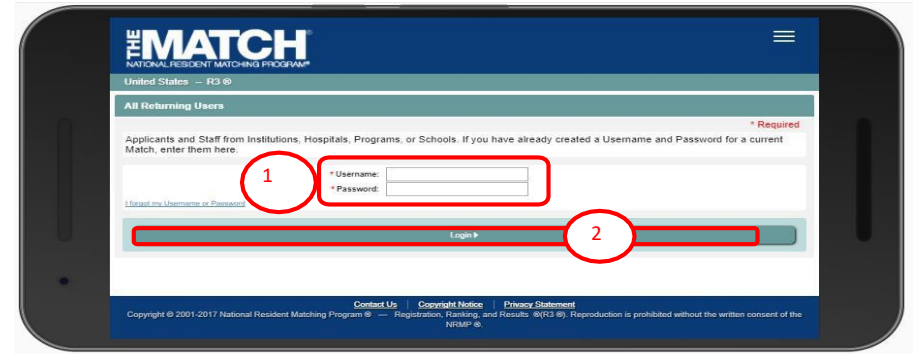 THE MATCH®
NATIONAL RESIDENT MATCHING PROGRAM®
United States – R3 ®
All Returning Users
* Required
Applicants and Staff from Institutions, Hospitals, Programs, or Schools. If you have already created a Username and Password for a current
Match, enter them here.
1
* Username:
* Password:
I forgot my Username or Password
Login
2
Contact Us | Copyright Notice | Privacy Statement
Copyright © 2001-2017 National Resident Matching Program ® — Registration, Ranking, and Results ®(R3 ®). Reproduction is prohibited without the written consent of the
NRMP ®.